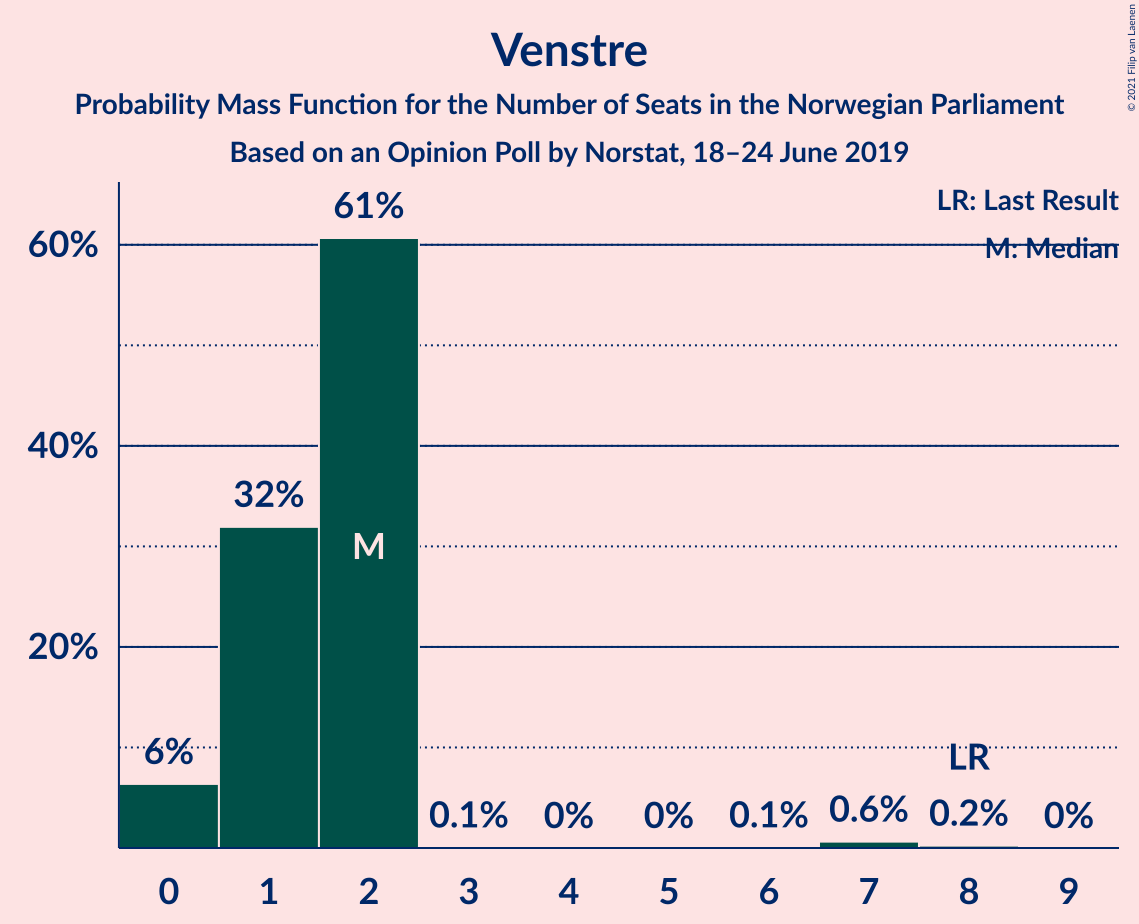 Venstre
Probability Mass Function for the Number of Seats in the Norwegian Parliament
Based on an Opinion Poll by Norstat, 18–24 June 2019
© 2021 Filip van Laenen
LR: Last Result
M: Median
60%
40%
20%
61%
32%
M
6%
LR
0.1%
0%
0%
0.1%
0.6%
0.2%
0%
0 1 2 3 4 5 6 7 8 9